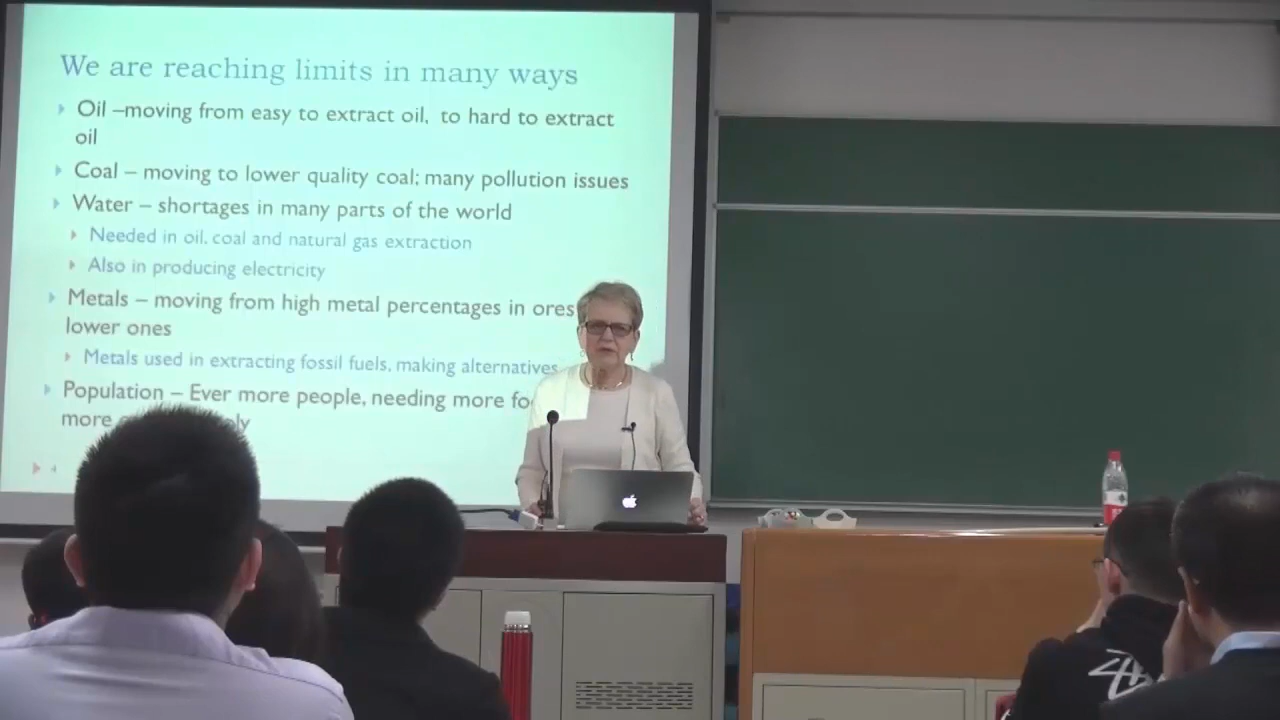 We are reaching limits in many ways
Oil –moving from easy to extract oil, to hard to extract
oil
Coal – moving to lower quality coal; many pollution issues
Water – shortages in many parts of the world
Needed in oil, coal and natural gas extraction
Also in producing electricity
Metals – moving from high metal percentages in ores
lower ones
Metals used in extracting fossil fuels, making alternatives
Population – Ever more people, needing more
more
4